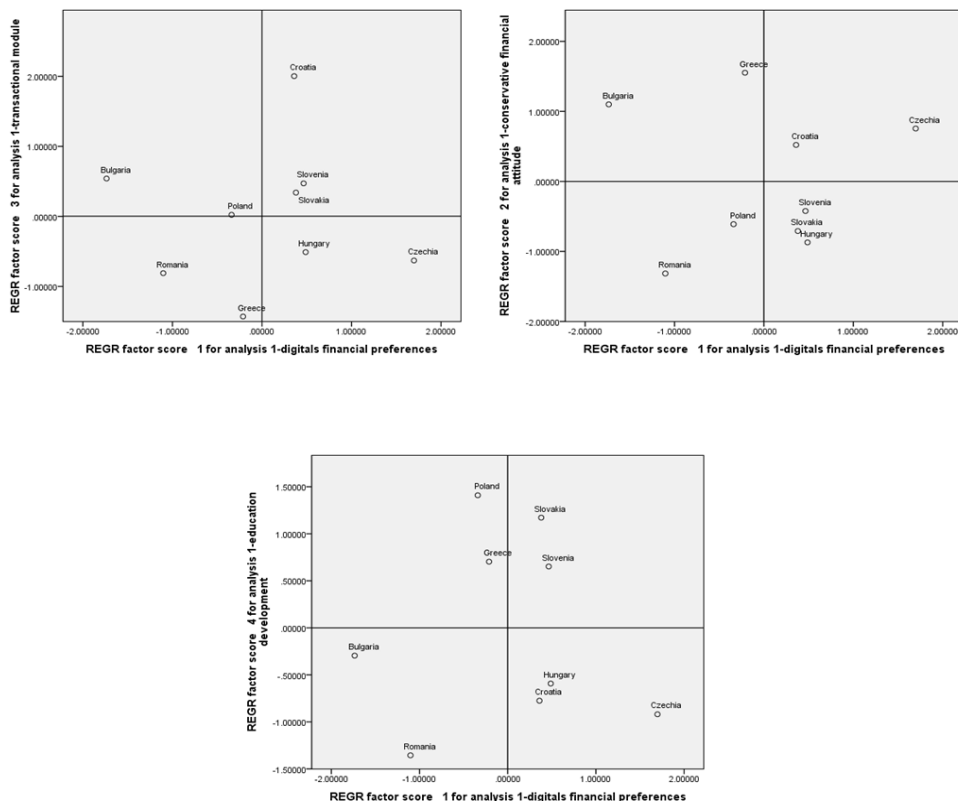 REGR factor score 3 for analysis 1-transactional module
2.00000
1.00000
.00000
-1.00000
Croatia
Bulgaria
Slovenia
Slovakia
Poland
Hungary
Czechia
Romania
Greece
-2.00000 -1.00000 .00000 1.00000 2.00000
REGR factor score 1 for analysis 1-digitals financial preferences
REGR factor score 2 for analysis 1-conservative financial
attitude
2.00000
1.00000
.00000
-1.00000
-2.00000
Greece
Bulgaria
Czechia
Croatia
Slovenia
Poland
Slovakia
Hungary
Romania
-2.00000 -1.00000 .00000 1.00000 2.00000
REGR factor score 1 for analysis 1-digitals financial preferences
REGR factor score 4 for analysis 1-education
development
1.50000
1.00000
.50000
.00000
-.50000
-1.00000
-1.50000
Poland
Slovakia
Greece
Slovenia
Bulgaria
Hungary
Croatia
Czechia
Romania
-2.00000 -1.00000 .00000 1.00000 2.00000
REGR factor score 1 for analysis 1-digitals financial preferences